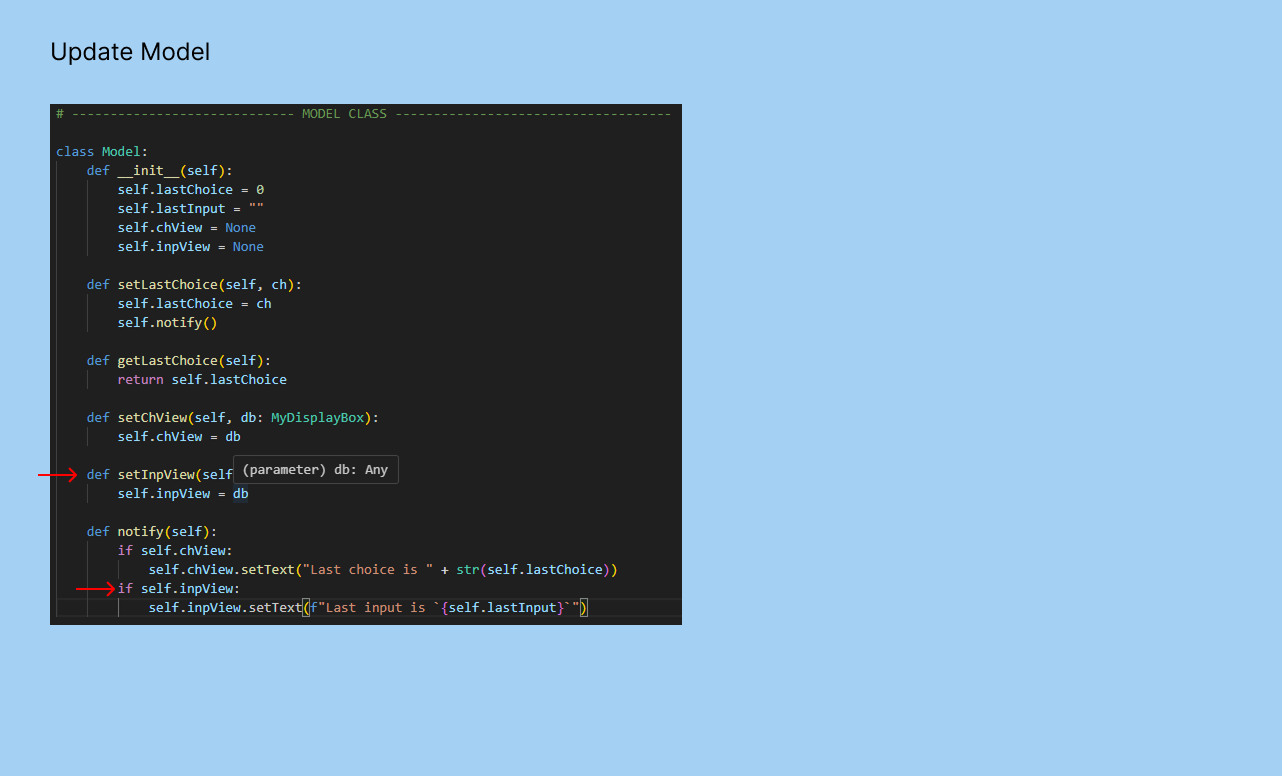 Update Model
# ----------------------------- MODEL CLASS ------------------------------------
class Model:
    def __init__(self):
        self.lastChoice = 0
        self.lastInput = ""
        self.chView = None
        self.inpView = None
    def setLastChoice(self, ch):
        self.lastChoice = ch
        self.notify()
    def getLastChoice(self):
        return self.lastChoice
    def setChView(self, db: MyDisplayBox):
        self.chView = db
    def setInpView(self
(parameter) db: Any
        self.inpView = db
    def notify(self):
        if self.chView:
            self.chView.setText("Last choice is " + str(self.lastChoice))
        if self.inpView:
            self.inpView.setText(f"Last input is `{self.lastInput}`")